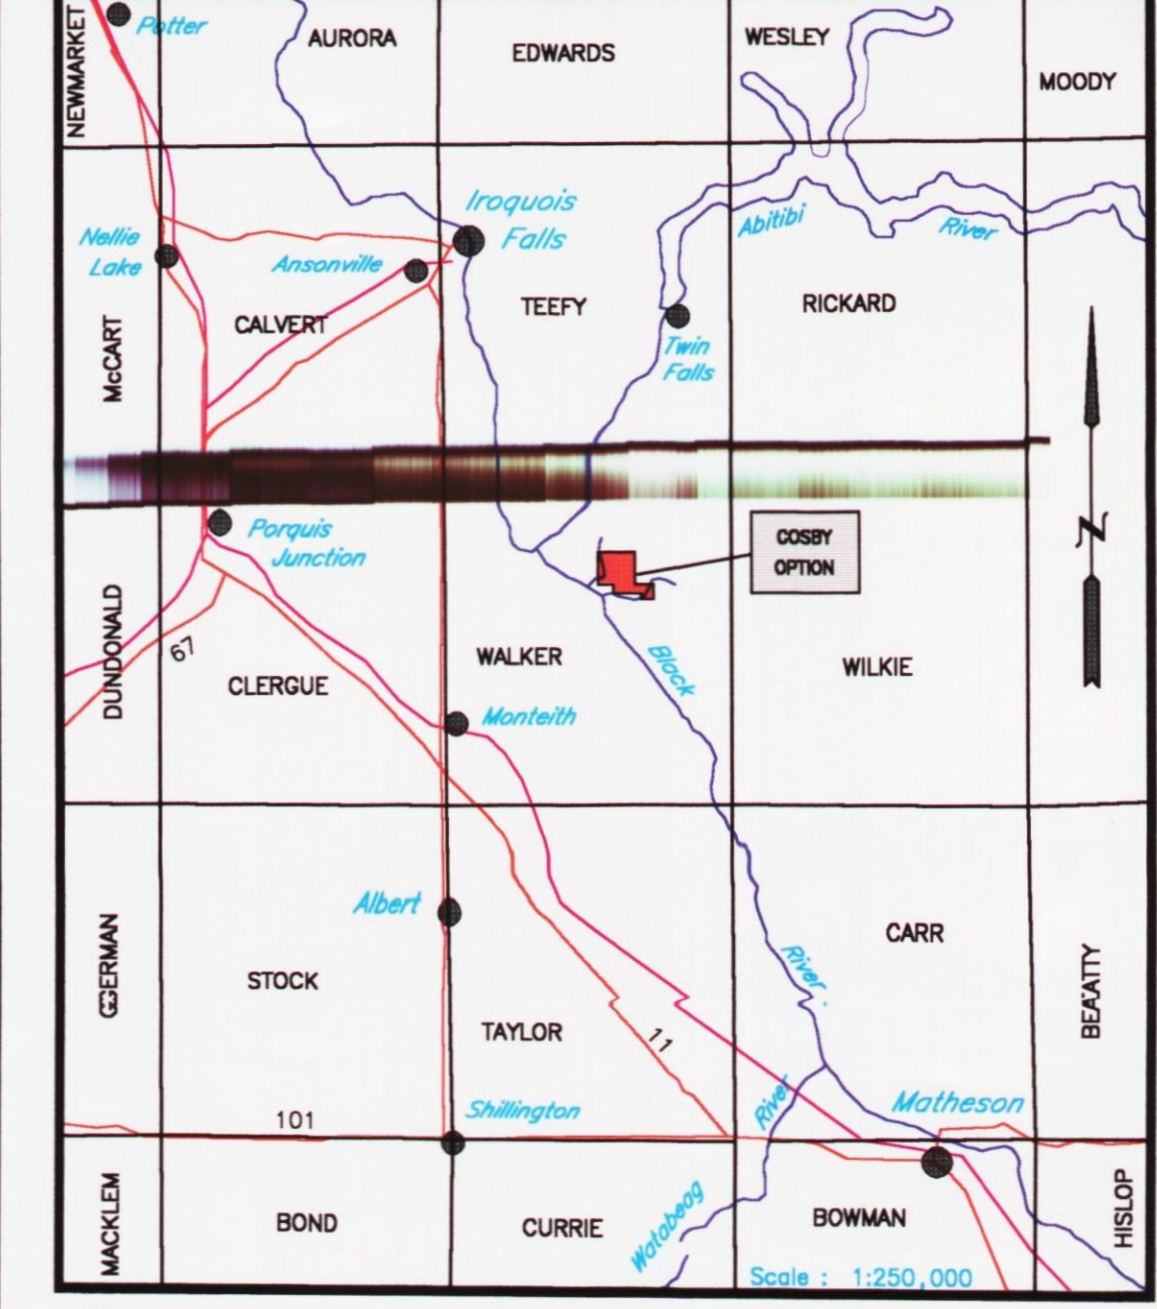 NEWMARKET
Potter
AURORA
EDWARDS
WESLEY
MOODY
Iroquois
Falls
Abitibi
River
Nellie
Lake
Ansonville
McCART
CALVERT
TEEFY
RICKARD
Twin
Falls
Porquis
Junction
COSBY
OPTION
DUNDONALD
67
CLERGUE
WALKER
Black
WILKIE
Monteith
Albert
GERMAN
STOCK
TAYLOR
11
River
CARR
BEATTY
101
Shillington
River
Matheson
MACKLEM
BOND
CURRIE
Watabeag
BOWMAN
HISLOP
Scale : 1:250,000
N